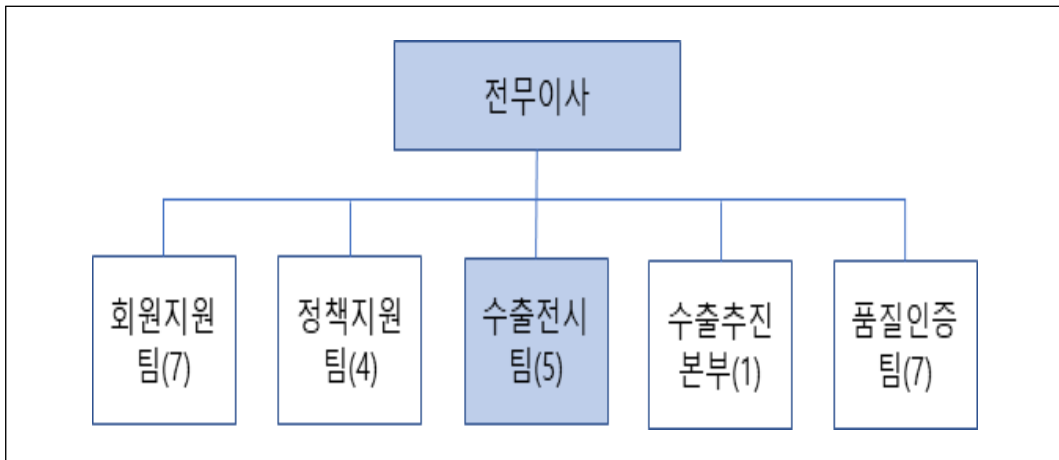 전무이사
회원지원
팀(7)
정책지원
팀(4)
수출전시
팀(5)
수출추진
본부(1)
품질인증
팀(7)